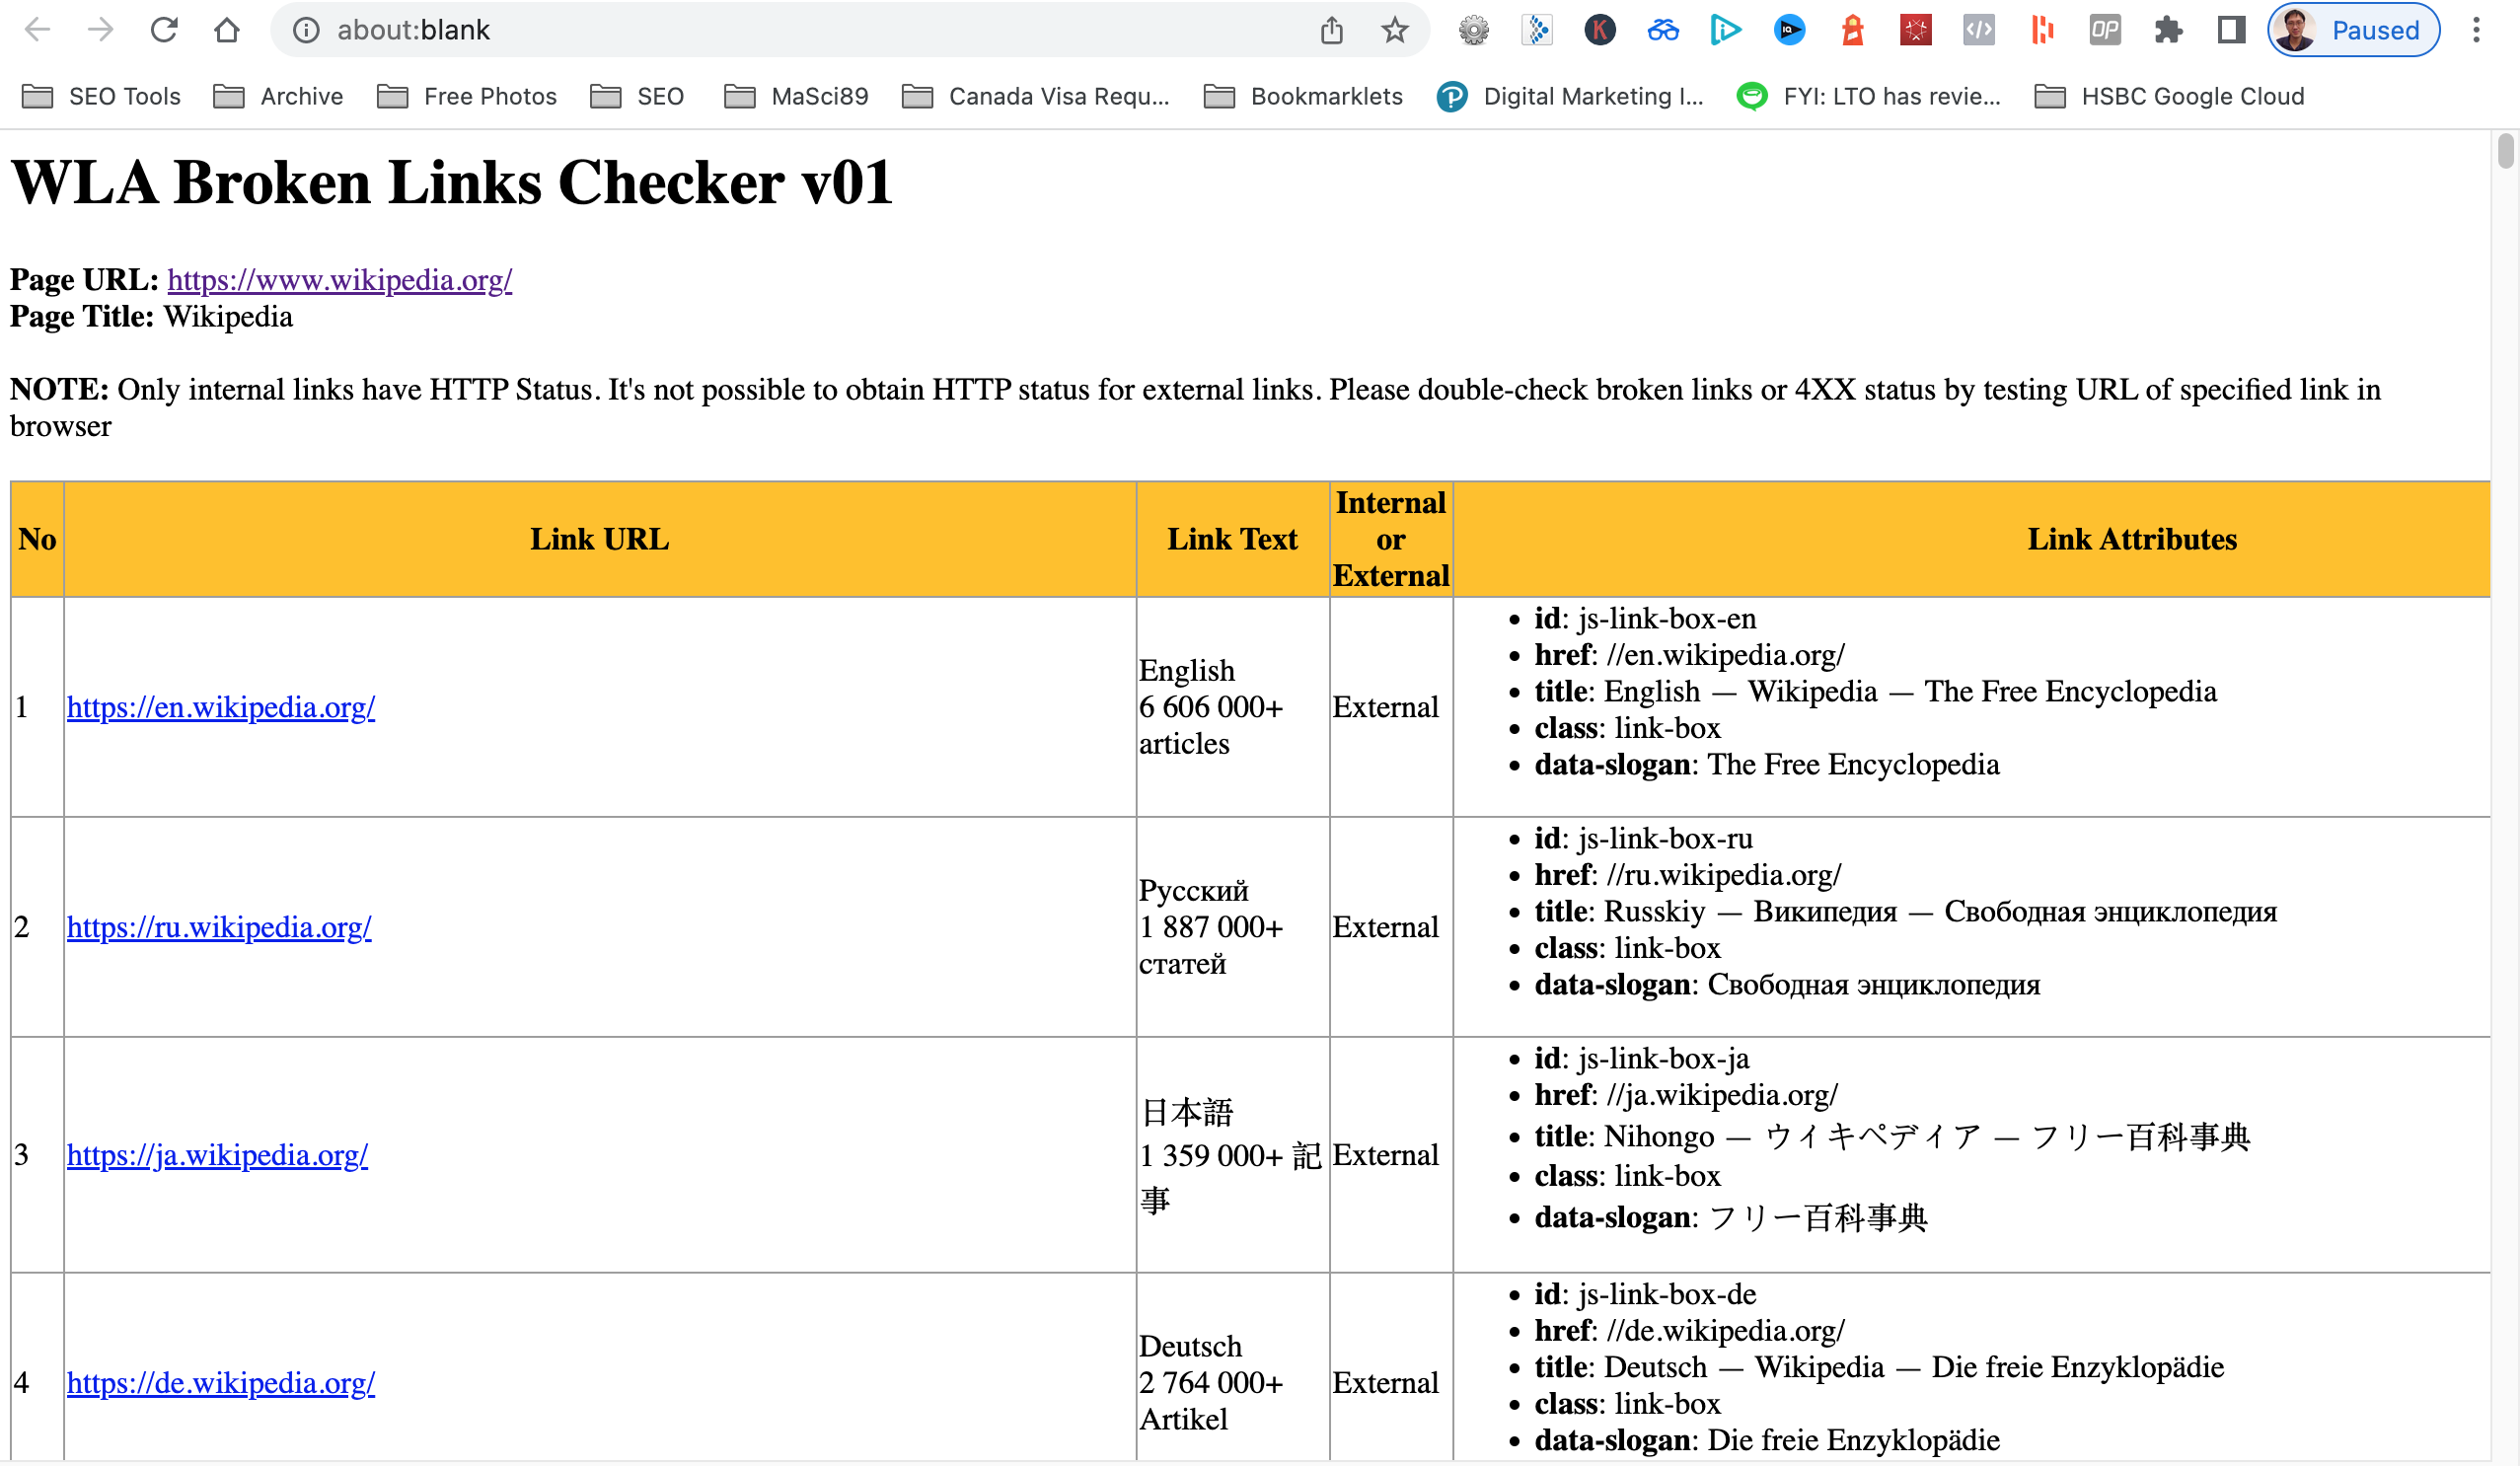 about:blank
Paused
SEO Tools
Archive
Free Photos
SEO
MaSci89
Canada Visa Requ...
Bookmarklets
Digital Marketing I...
FYI: LTO has revie...
HSBC Google Cloud
WLA Broken Links Checker v01
Page URL: https://www.wikipedia.org/
Page Title: Wikipedia
NOTE: Only internal links have HTTP Status. It's not possible to obtain HTTP status for external links. Please double-check broken links or 4XX status by testing URL of specified link in
browser
No
Link URL
Link Text
Internal
or
External
Link Attributes
1
https://en.wikipedia.org/
English
6 606 000+
articles
External
id: js-link-box-en
href: //en.wikipedia.org/
title: English — Wikipedia — The Free Encyclopedia
class: link-box
data-slogan: The Free Encyclopedia
2
https://ru.wikipedia.org/
Русский
1 887 000+
статей
External
id: js-link-box-ru
href: //ru.wikipedia.org/
title: Russkiy — Википедия — Свободная энциклопедия
class: link-box
data-slogan: Свободная энциклопедия
3
https://ja.wikipedia.org/
日本語
1 359 000+ 記
事
External
id: js-link-box-ja
href: //ja.wikipedia.org/
title: Nihongo — ウィキペディア — フリー百科事典
class: link-box
data-slogan: フリー百科事典
4
https://de.wikipedia.org/
Deutsch
2 764 000+
Artikel
External
id: js-link-box-de
href: //de.wikipedia.org/
title: Deutsch — Wikipedia — Die freie Enzyklopädie
class: link-box
data-slogan: Die freie Enzyklopädie